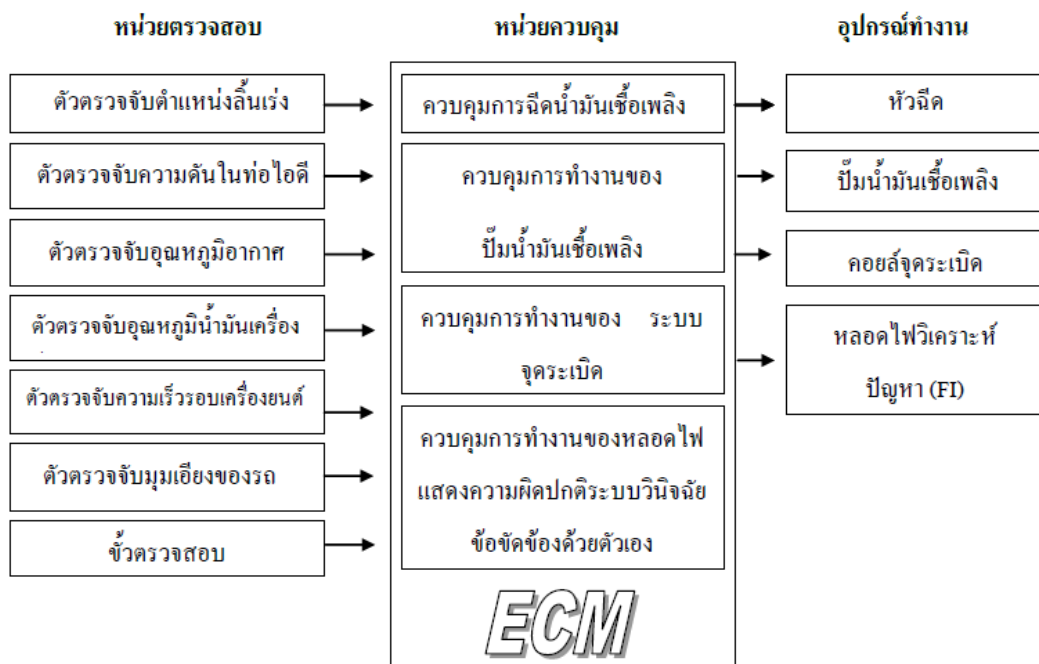 หน่วยตรวจสอบ
หน่วยควบคุม
อุปกรณ์ทำงาน
ตัวตรวจจับตำแหน่งลิ้นเร่ง
ตัวตรวจจับความดันในท่อไอดี
ตัวตรวจจับอุณหภูมิอากาศ
ตัวตรวจจับอุณหภูมิน้ำมันเครื่อง
ตัวตรวจจับความเร็วรอบเครื่องยนต์
ตัวตรวจจับมุมเอียงของรถ
ขั้วตรวจสอบ
ควบคุมการฉีดน้ำมันเชื้อเพลิง
ควบคุมการทำงานของ
ปั๊มน้ำมันเชื้อเพลิง
ควบคุมการทำงานของ ระบบ
จุดระเบิด
ควบคุมการทำงานของหลอดไฟ
แสดงความผิดปกติระบบวินิจฉัย
ข้อขัดข้องด้วยตัวเอง
ECM
หัวฉีด
ปั๊มน้ำมันเชื้อเพลิง
คอยล์จุดระเบิด
หลอดไฟวิเคราะห์
ปัญหา (FI)